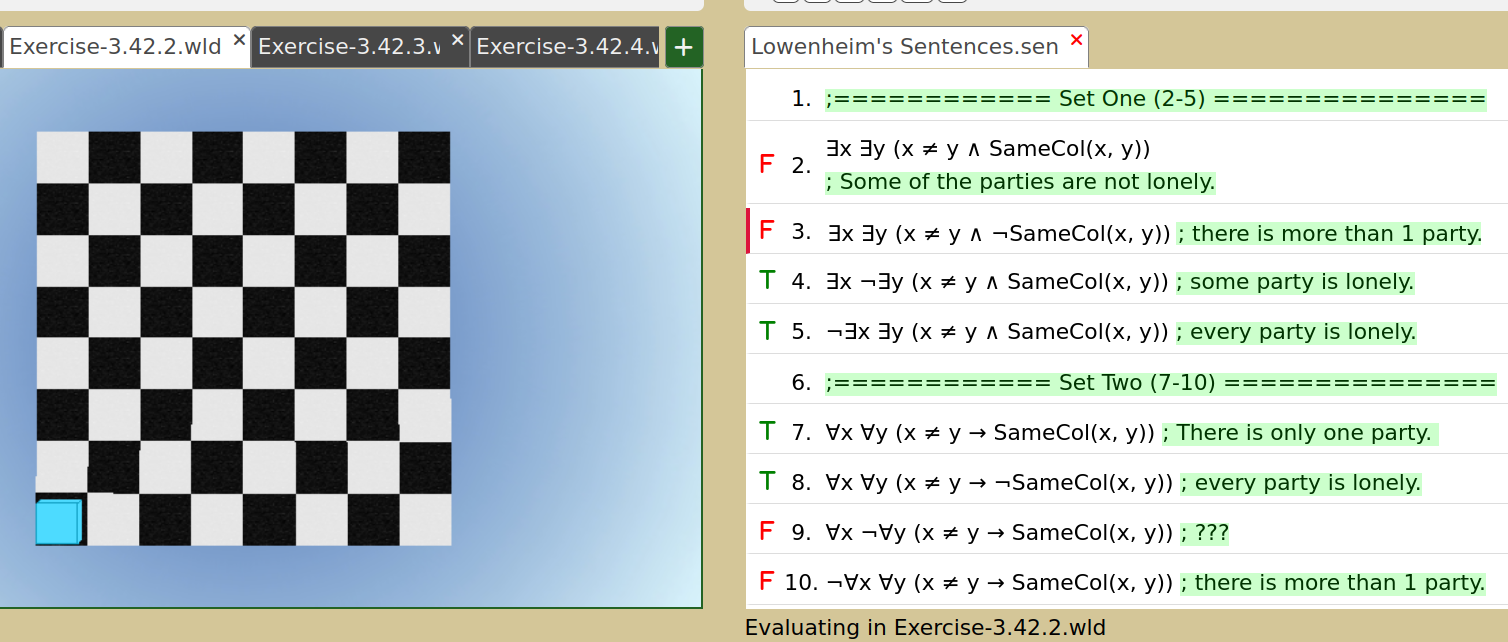 Exercise-3.42.2.wld × Exercise-3.42.3.w × Exercise-3.42.4.w +
Lowenheim's Sentences.sen ×
1. ;============ Set One (2-5) ===============
F 2. ∃x ∃y (x ≠ y ∧ SameCol(x, y))
; Some of the parties are not lonely.
F 3. ∃x ∃y (x ≠ y ∧ ¬SameCol(x, y)) ; there is more than 1 party.
T 4. ∃x ¬∃y (x ≠ y ∧ SameCol(x, y)) ; some party is lonely.
T 5. ¬∃x ∃y (x ≠ y ∧ SameCol(x, y)) ; every party is lonely.
6. ;============ Set Two (7-10) ===============
T 7. ∀x ∀y (x ≠ y → SameCol(x, y)) ; There is only one party.
T 8. ∀x ∀y (x ≠ y → ¬SameCol(x, y)) ; every party is lonely.
F 9. ∀x ¬∀y (x ≠ y → SameCol(x, y)) ; ???
F 10. ¬∀x ∀y (x ≠ y → SameCol(x, y)) ; there is more than 1 party.
Evaluating in Exercise-3.42.2.wld